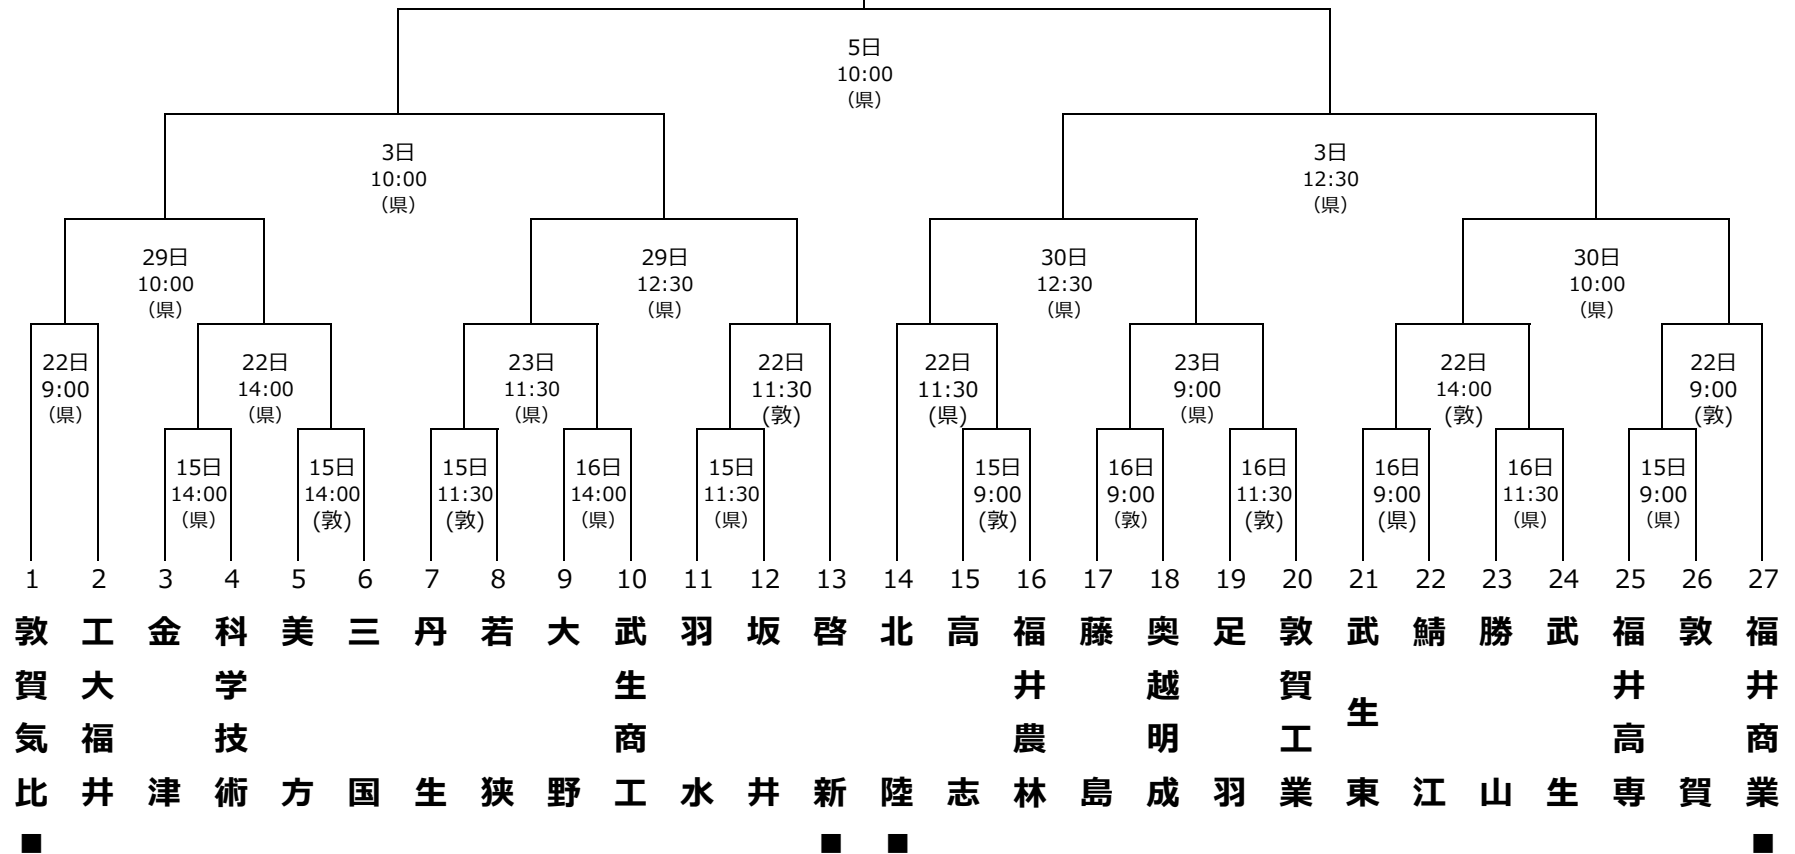 5日
10:00
（県）
3日
10:00
（県）
3日
12:30
（県）
29日
10:00
（県）
29日
12:30
（県）
30日
12:30
（県）
30日
10:00
（県）
22日
9:00
（県）
22日
14:00
（県）
23日
11:30
（県）
22日
11:30
(敦)
22日
11:30
(県)
23日
9:00
（県）
22日
14:00
(敦)
22日
9:00
(敦)
15日
14:00
（県）
15日
14:00
(敦)
15日
11:30
(敦)
16日
14:00
（県）
15日
11:30
（県）
15日
9:00
(敦)
16日
9:00
（敦）
16日
11:30
(敦)
16日
9:00
(県)
16日
11:30
（県）
15日
9:00
（県）
1 2 3 4 5 6 7 8 9 10 11 12 13 14 15 16 17 18 19 20 21 22 23 24 25 26 27
敦賀気比
工大福井
金津
科学技術
美方
三国
丹生
若狭
大野
武生商工
羽水
坂井
啓新
北陸
高志
福井農林
藤島
奥越明成
足羽
敦賀工業
武生東
鯖江
勝山
武生
福井高専
敦賀
福井商業
■ ■ ■ ■